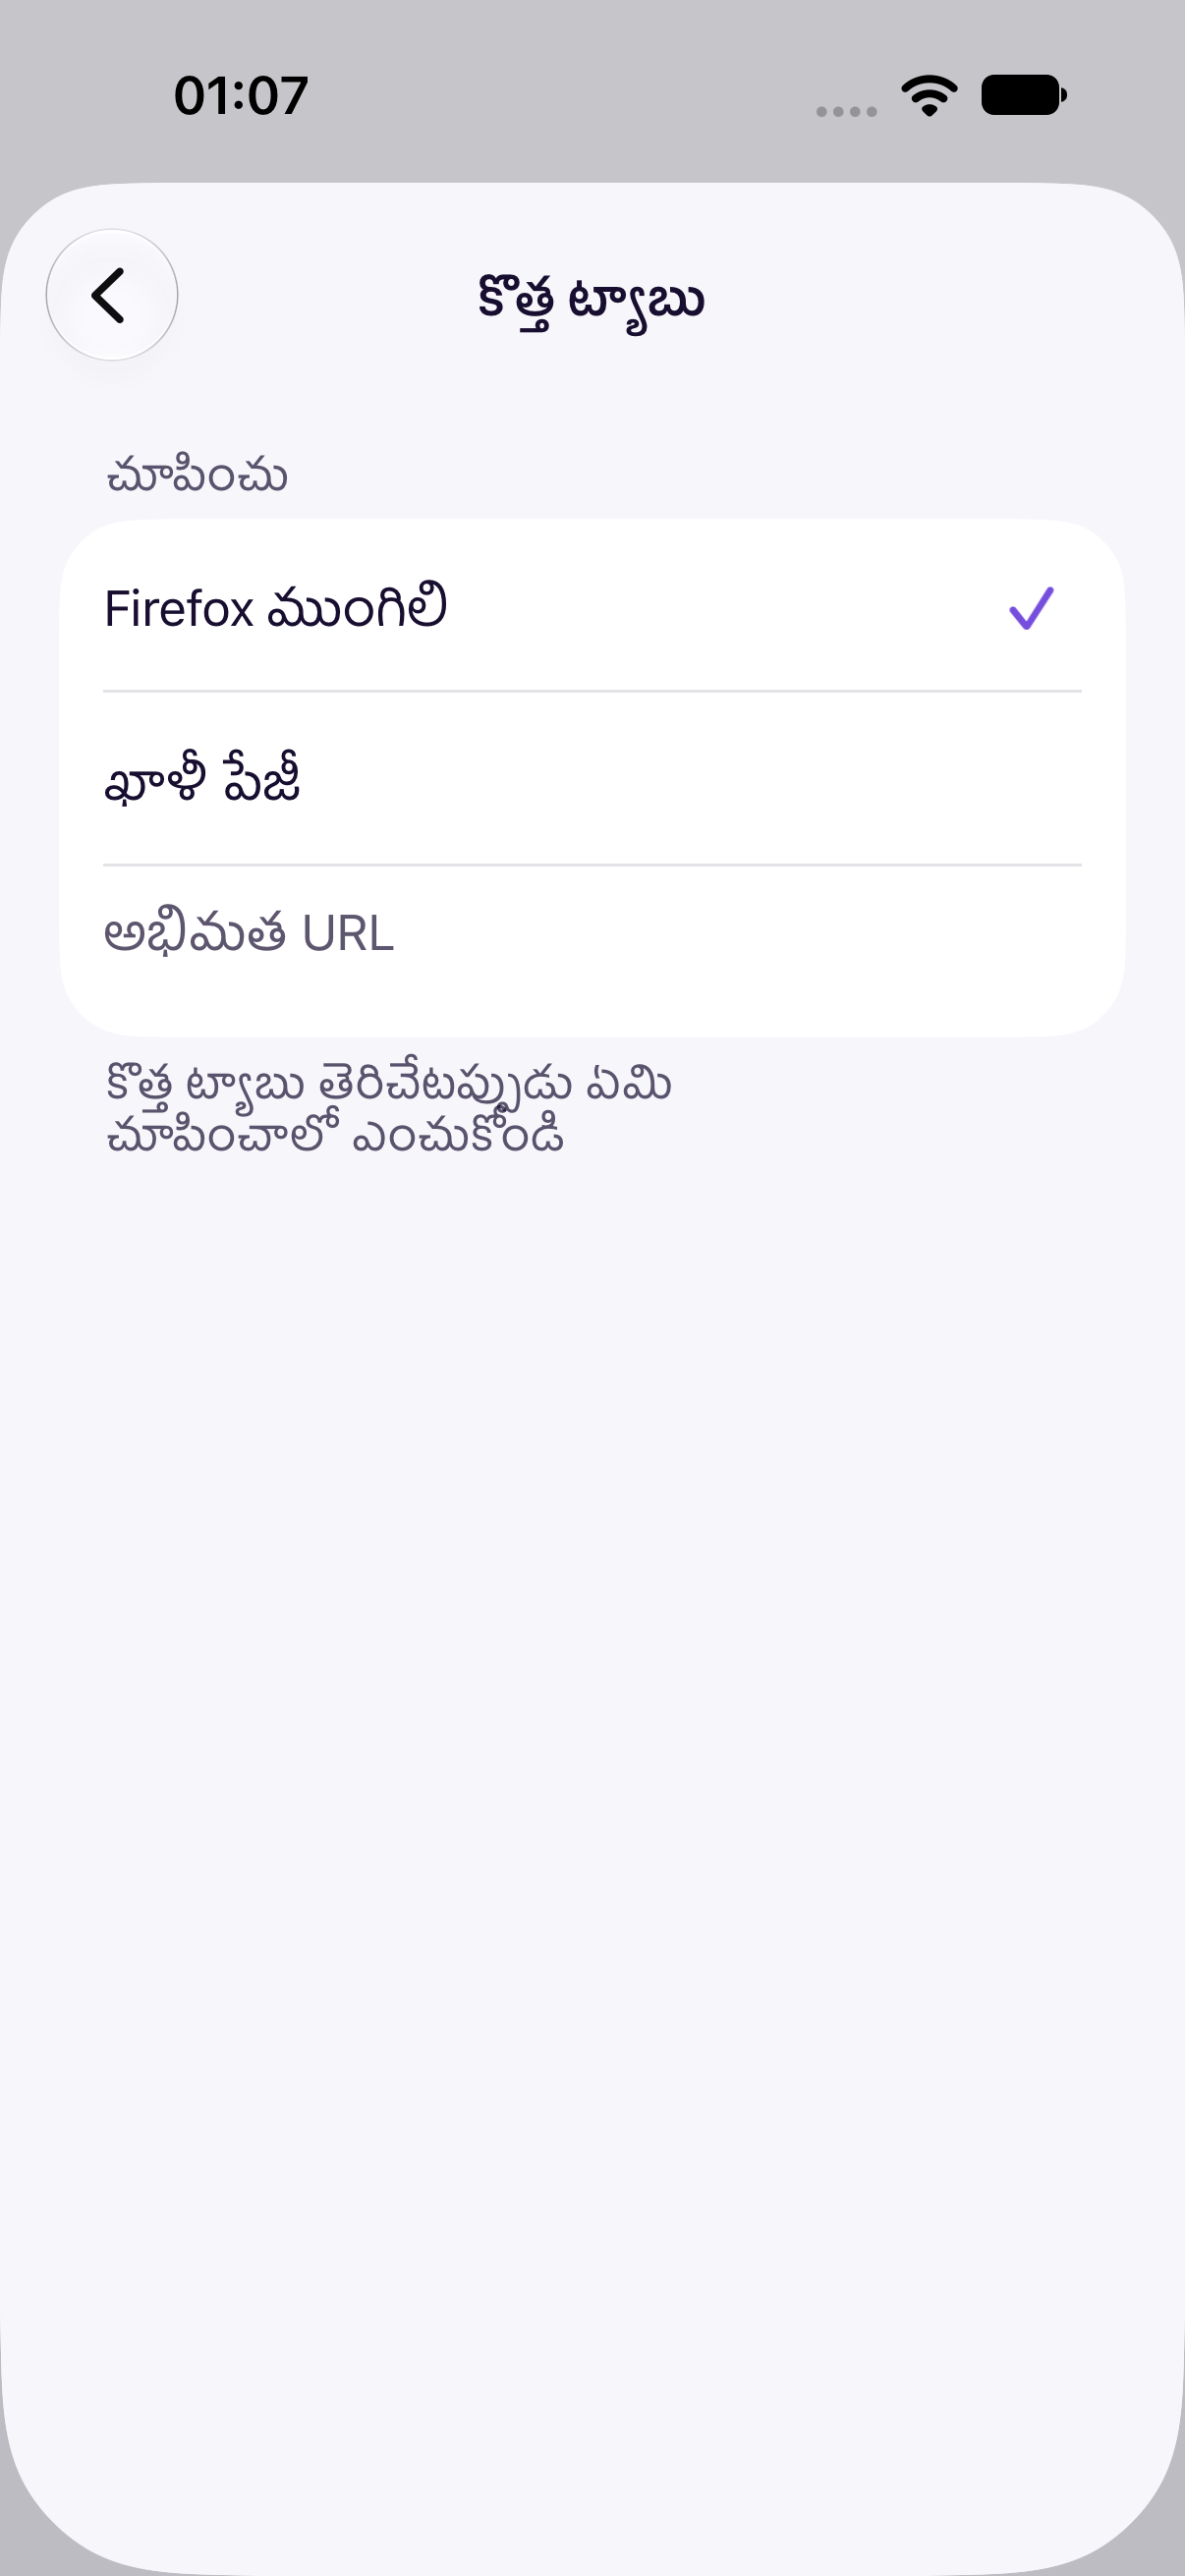 01:07
కొత్త ట్యాబు
చూపించు
Firefox ముంగిలి
ఖాళీ పేజీ
అభిమత URL
కొత్త ట్యాబు తెరిచేటప్పుడు ఏమి
చూపించాలో ఎంచుకోండి